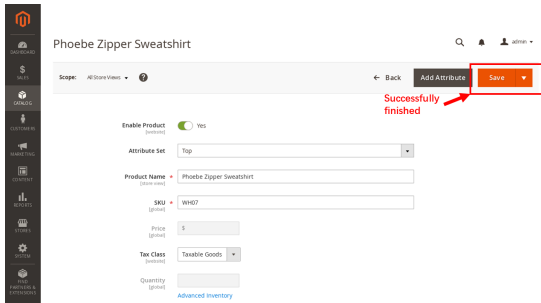 Phoebe Zipper Sweatshirt
admin
DASHBOARD
$
SALES
CATALOG
CUSTOMERS
MARKETING
CONTENT
REPORTS
STORES
SYSTEM
FIND
PARTNERS &
EXTENSIONS
Scope: All Store Views ?
← Back Add Attribute Save
Successfully
finished
Enable Product Yes
[website]
Attribute Set Top
Product Name * Phoebe Zipper Sweatshirt
[store view]
SKU * WH07
[global]
Price $
[global]
Tax Class Taxable Goods
[website]
Quantity
[global]
Advanced Inventory